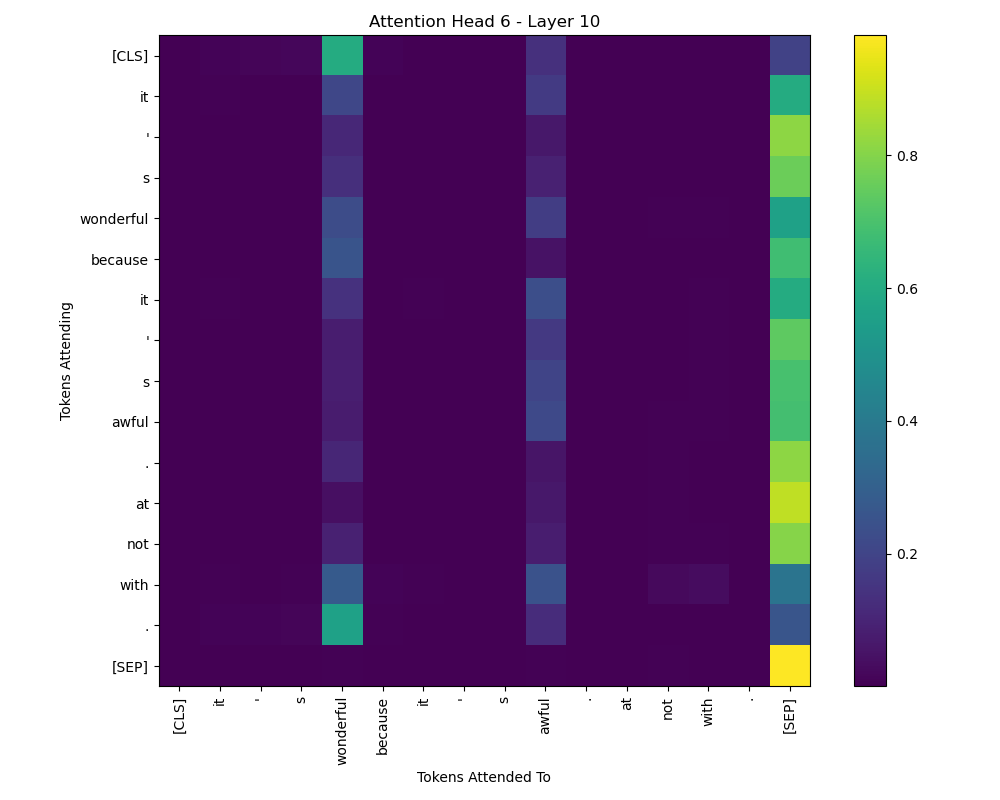 Attention Head 6 - Layer 10
[CLS]
it
'
s
wonderful
because
it
'
s
awful
.
at
not
with
.
[SEP]
Tokens Attending
[CLS]
it
'
s
wonderful
because
it
'
s
awful
.
at
not
with
.
[SEP]
Tokens Attended To
0.8
0.6
0.4
0.2